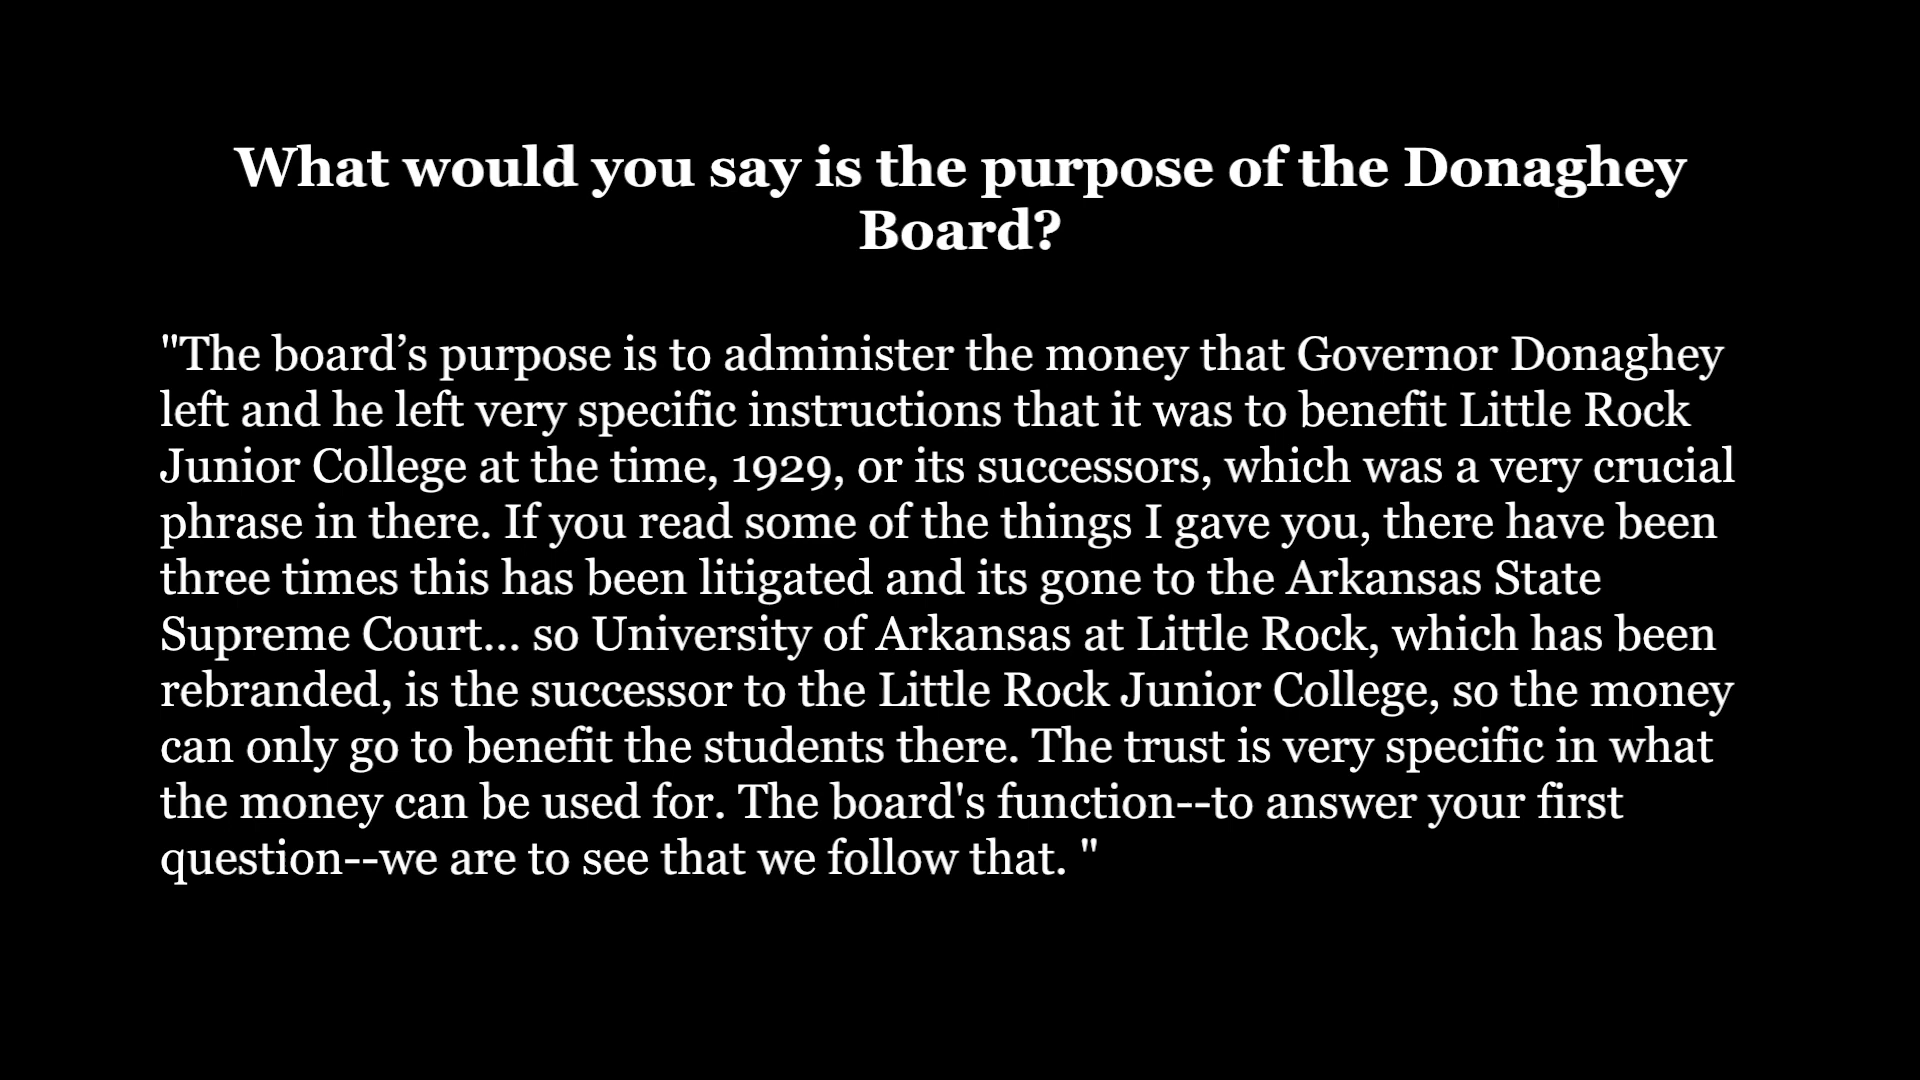 What would you say is the purpose of the Donaghey
Board?
"The board’s purpose is to administer the money that Governor Donaghey
left and he left very specific instructions that it was to benefit Little Rock
Junior College at the time, 1929, or its successors, which was a very crucial
phrase in there. If you read some of the things I gave you, there have been
three times this has been litigated and its gone to the Arkansas State
Supreme Court... so University of Arkansas at Little Rock, which has been
rebranded, is the successor to the Little Rock Junior College, so the money
can only go to benefit the students there. The trust is very specific in what
the money can be used for. The board's function--to answer your first
question--we are to see that we follow that. "